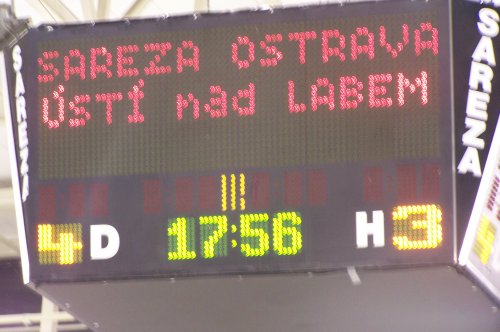 SAREZA OSTRAVA
ÚSTÍ nad LABEM
4 D 17:56 H 3
SAREZA
SAREZA